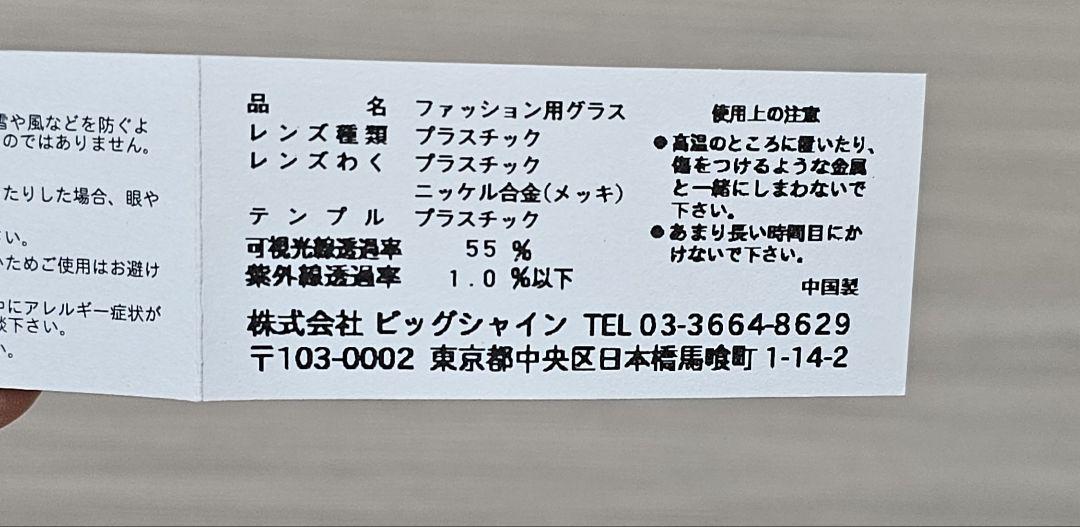 雪や風などを防ぐよ
のではありません。
たりした場合、眼や
い。
ためご使用はお避け
にアレルギー症状が
下さい。
い。
品名 ファッション用グラス
レンズ種類 プラスチック
レンズわく プラスチック
ニッケル合金(メッキ)
テンプル プラスチック
可視光線透過率 55 %
紫外線透過率 1.0 %以下
使用上の注意
●高温のところに置いたり、
傷をつけるような金属
と一緒にしまわないで
下さい。
●あまり長い時間目にか
けないで下さい。
中国製
株式会社 ビッグシャイン TEL 03-3664-8629
〒103-0002 東京都中央区日本橋馬喰町 1-14-2